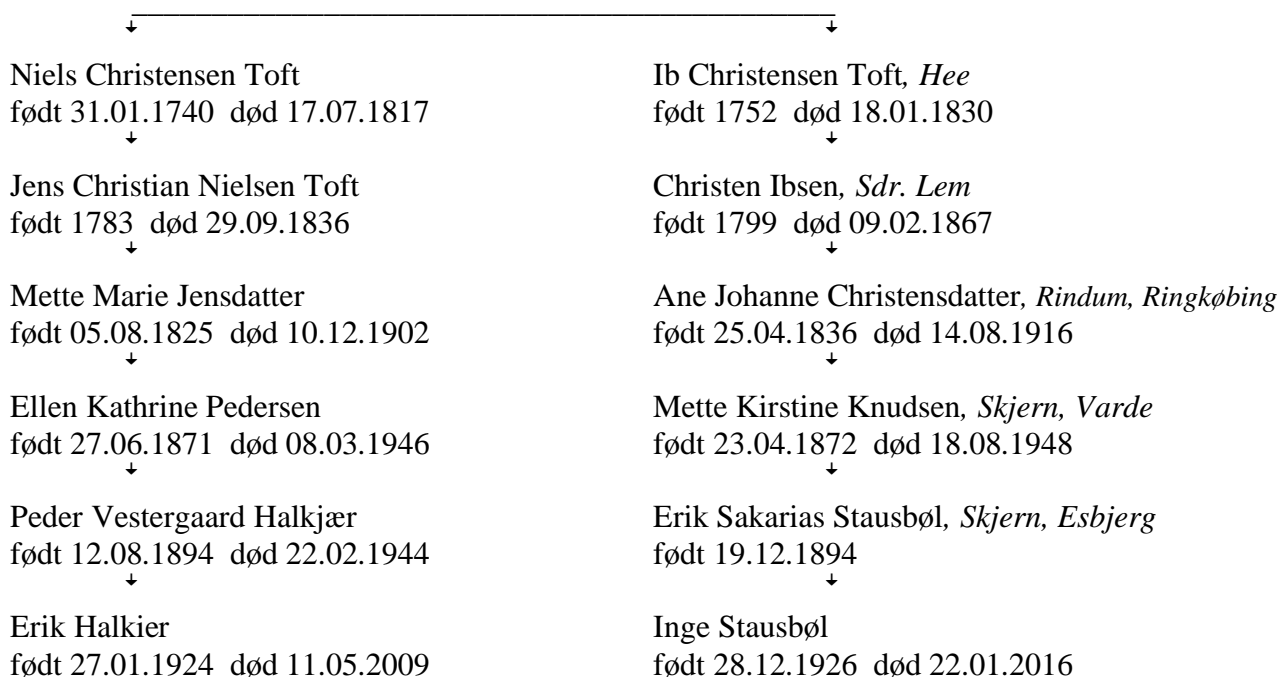 Niels Christensen Toft
født 31.01.1740 død 17.07.1817
Jens Christian Nielsen Toft
født 1783 død 29.09.1836
Mette Marie Jensdatter
født 05.08.1825 død 10.12.1902
Ellen Kathrine Pedersen
født 27.06.1871 død 08.03.1946
Peder Vestergaard Halkjær
født 12.08.1894 død 22.02.1944
Erik Halkier
født 27.01.1924 død 11.05.2009
Ib Christensen Toft, Hee
født 1752 død 18.01.1830
Christen Ibsen, Sdr. Lem
født 1799 død 09.02.1867
Ane Johanne Christensdatter, Rindum, Ringkøbing
født 25.04.1836 død 14.08.1916
Mette Kirstine Knudsen, Skjern, Varde
født 23.04.1872 død 18.08.1948
Erik Sakarias Stausbøl, Skjern, Esbjerg
født 19.12.1894
Inge Stausbøl
født 28.12.1926 død 22.01.2016